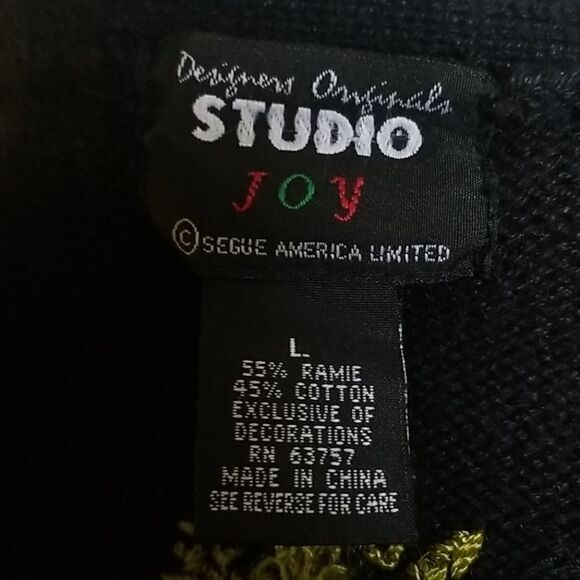 Designers Originals
STUDIO
JOY
© SEGUE AMERICA LIMITED
L
55% RAMIE
45% COTTON
EXCLUSIVE OF
DECORATIONS
RN 63757
MADE IN CHINA
SEE REVERSE FOR CARE